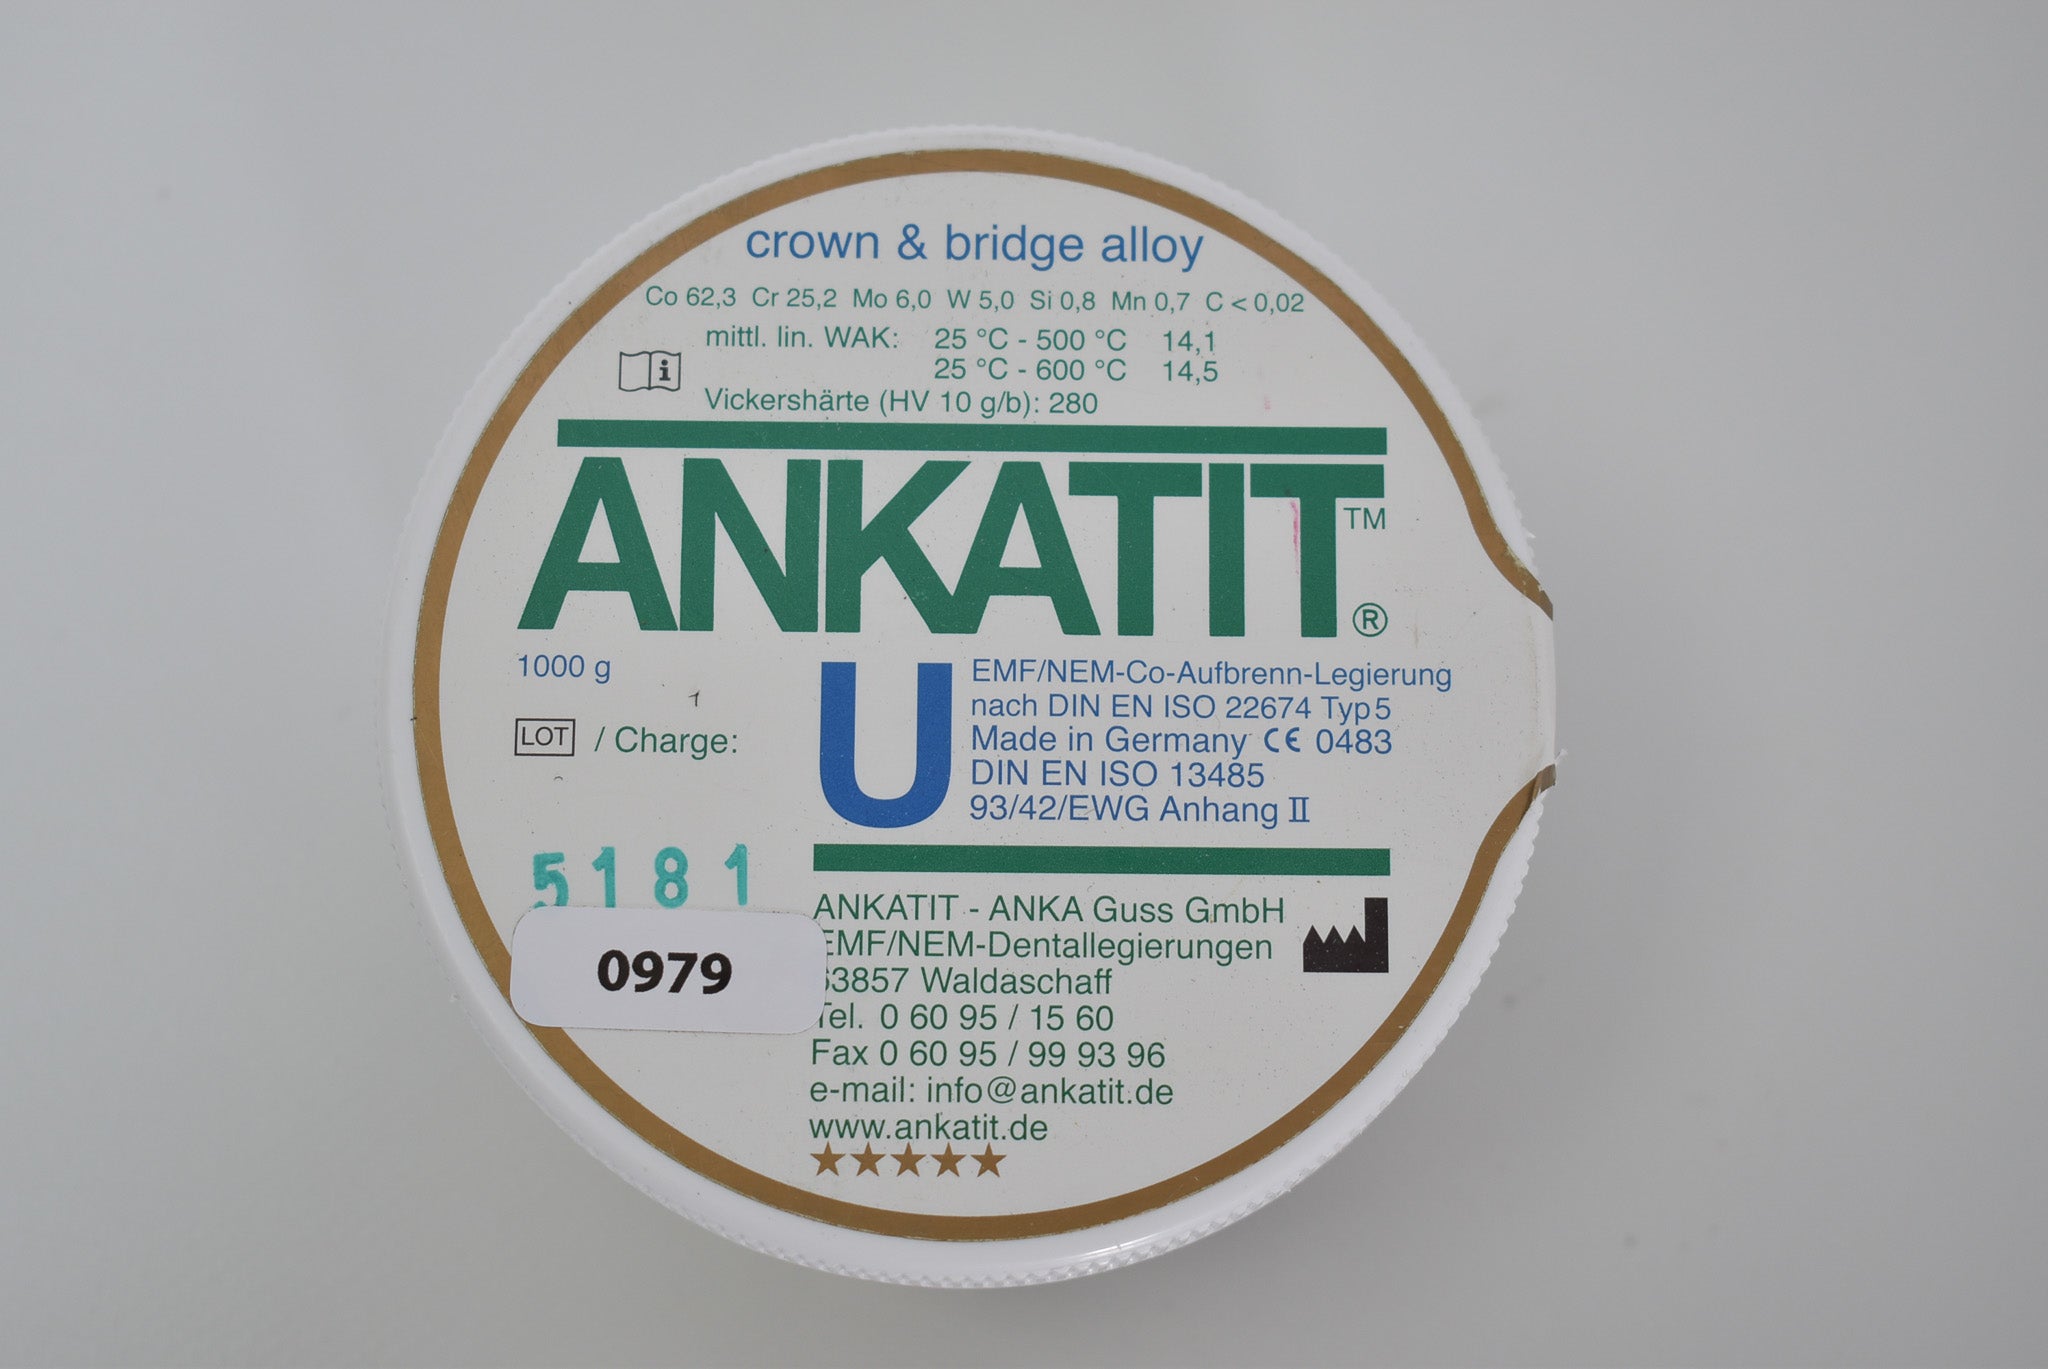 crown & bridge alloy
Co 62,3 Cr 25,2 Mo 6,0 W 5,0 Si 0,8 Mn 0,7 C < 0,02
mittl. lin. WAK: 25 °C - 500 °C 14,1
25 °C - 600 °C 14,5
i
Vickershärte (HV 10 g/b): 280
ANKATIT™®
1000 g
U
EMF/NEM-Co-Aufbrenn-Legierung
nach DIN EN ISO 22674 Typ 5
Made in Germany CE 0483
DIN EN ISO 13485
93/42/EWG Anhang II
LOT / Charge:
5181
0979
ANKATIT - ANKA Guss GmbH
EMF/NEM-Dentallegierungen
63857 Waldaschaff
Tel. 0 60 95 / 15 60
Fax 0 60 95 / 99 93 96
e-mail: info@ankatit.de
www.ankatit.de